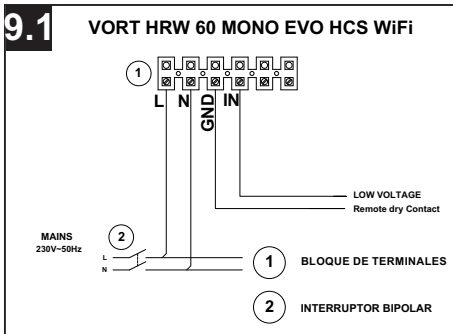 9.1
VORT HRW 60 MONO EVO HCS WiFi
1
L N GND IN
LOW VOLTAGE
Remote dry Contact
MAINS
230V~50Hz
2
L
N
1 BLOQUE DE TERMINALES
2 INTERRUPTOR BIPOLAR